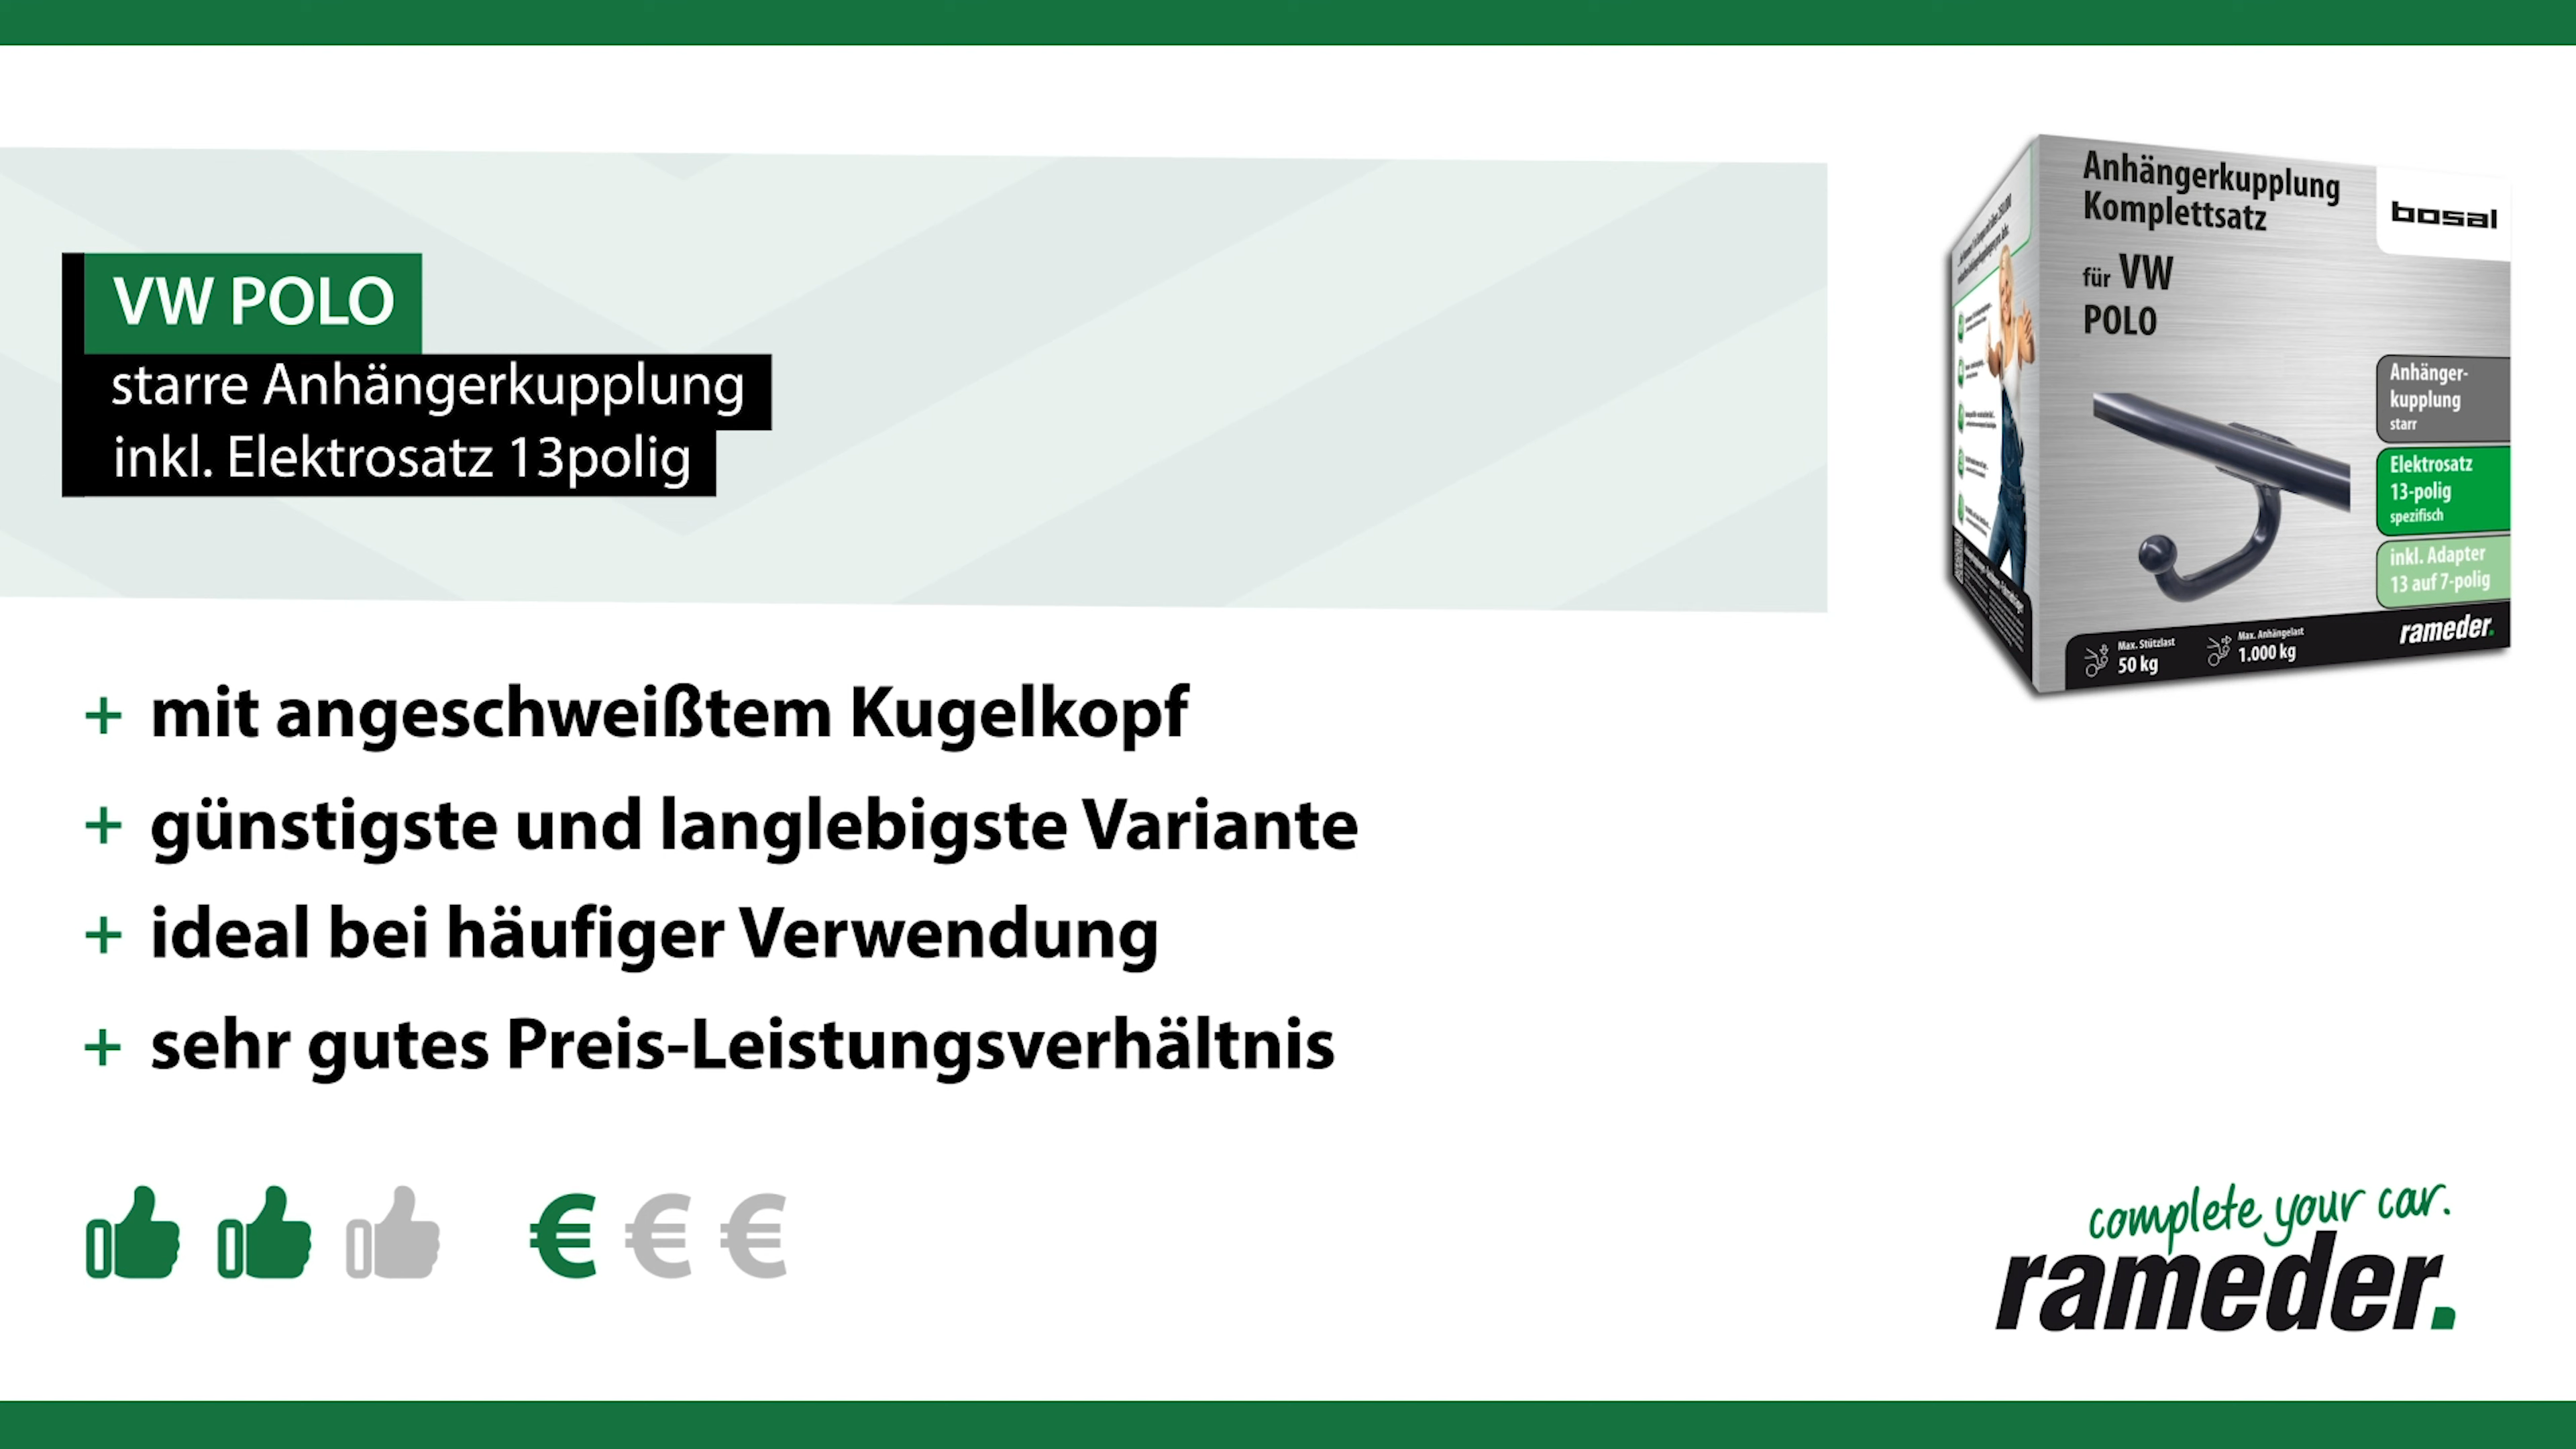 VW POLO
starre Anhängerkupplung
inkl. Elektrosatz 13polig
+ mit angeschweißtem Kugelkopf
+ günstigste und langlebigste Variante
+ ideal bei häufiger Verwendung
+ sehr gutes Preis-Leistungsverhältnis
€ € €
Anhängerkupplung
Komplettsatz
für VW
POLO
bosal
Anhänger-
kupplung
starr
Elektrosatz
13-polig
spezifisch
inkl. Adapter
13 auf 7-polig
Max. Stützlast
50 kg
Max. Anhängelast
1.000 kg
rameder.
complete your car.
rameder.